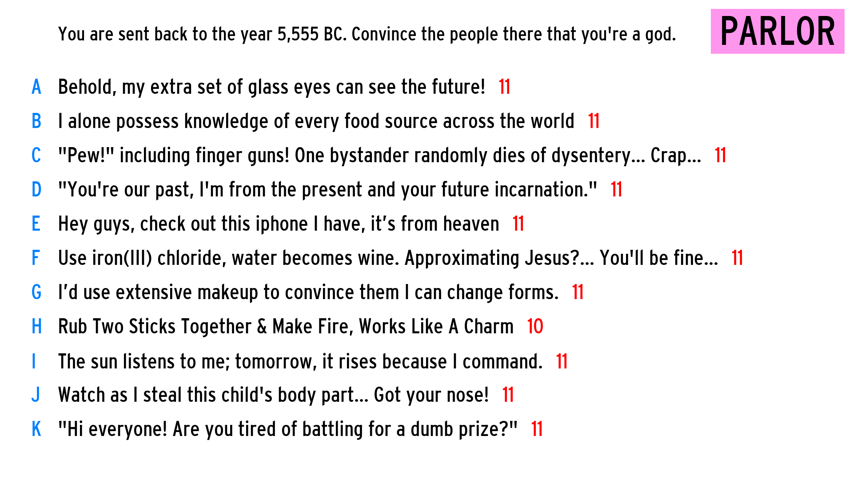 You are sent back to the year 5,555 BC. Convince the people there that you're a god.
PARLOR
A Behold, my extra set of glass eyes can see the future! 11
B I alone possess knowledge of every food source across the world 11
C "Pew!" including finger guns! One bystander randomly dies of dysentery... Crap... 11
D "You're our past, I'm from the present and your future incarnation." 11
E Hey guys, check out this iphone I have, it’s from heaven 11
F Use iron(III) chloride, water becomes wine. Approximating Jesus?... You'll be fine... 11
G I’d use extensive makeup to convince them I can change forms. 11
H Rub Two Sticks Together & Make Fire, Works Like A Charm 10
I The sun listens to me; tomorrow, it rises because I command. 11
J Watch as I steal this child's body part... Got your nose! 11
K "Hi everyone! Are you tired of battling for a dumb prize?" 11